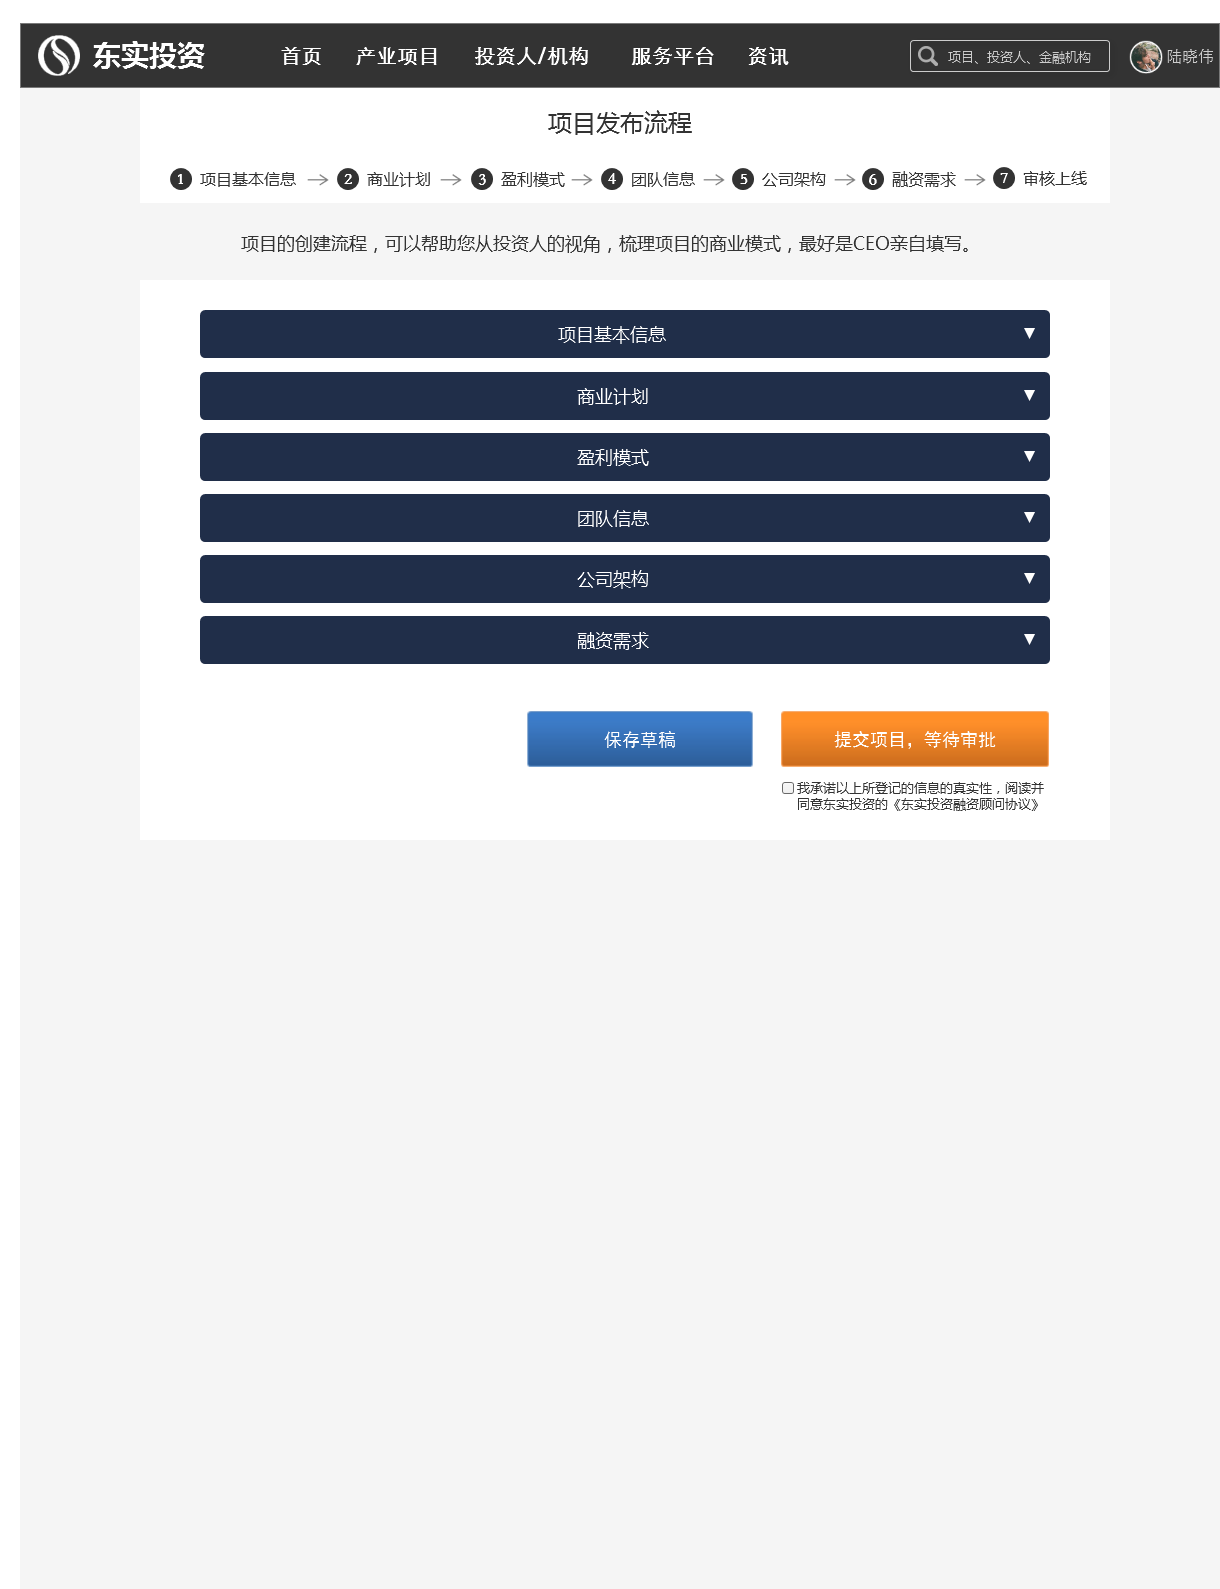 东实投资 首页 产业项目 投资人/机构 服务平台 资讯 项目、投资人、金融机构 陆晓伟
项目发布流程
1 项目基本信息 2 商业计划 3 盈利模式 4 团队信息 5 公司架构 6 融资需求 7 审核上线
项目的创建流程，可以帮助您从投资人的视角，梳理项目的商业模式，最好是CEO亲自填写。
项目基本信息
商业计划
盈利模式
团队信息
公司架构
融资需求
保存草稿 提交项目，等待审批
我承诺以上所登记的信息的真实性，阅读并
同意东实投资的《东实投资融资顾问协议》